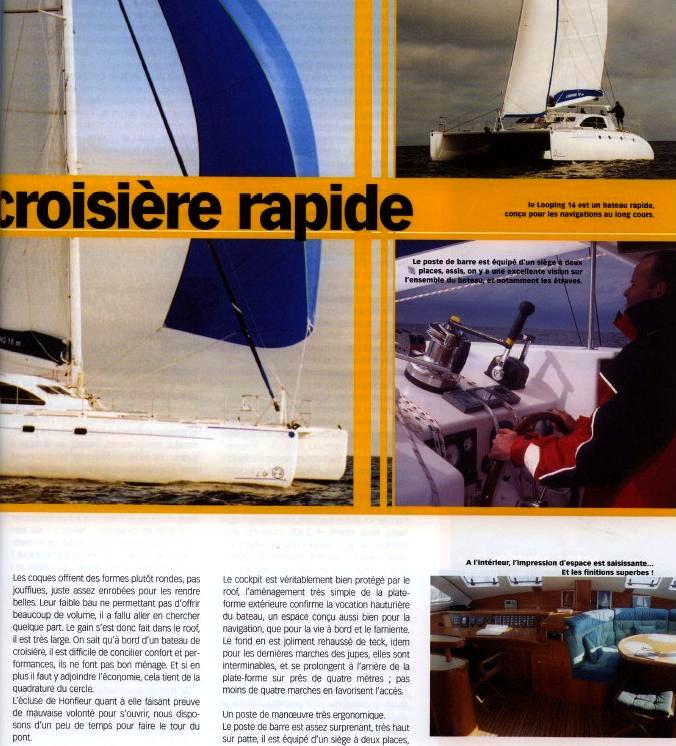 croisière rapide
le Looping 16 est un bateau rapide,
conçu pour les navigations au long cours.
Le poste de barre est équipé d'un siège à deux
places, assis, on y a une excellente vision sur
l'ensemble du bateau, et notamment les étraves.
NG 16 m
A l'intérieur, l'impression d'espace est saisissante...
Et les finitions superbes !
Les coques offrent des formes plutôt rondes, pas
joufflues, juste assez enrobées pour les rendre
belles. Leur faible bau ne permettant pas d'offrir
beaucoup de volume, il a fallu aller en chercher
quelque part. Le gain s'est donc fait dans le roof,
il est très large. On sait qu'à bord d'un bateau de
croisière, il est difficile de concilier confort et per-
formances, ils ne font pas bon ménage. Et si en
plus il faut y adjoindre l'économie, cela tient de la
quadrature du cercle.
L'écluse de Honfleur quant à elle faisant preuve
de mauvaise volonté pour s'ouvrir, nous dispo-
sons d'un peu de temps pour faire le tour du
pont.
Le cockpit est véritablement bien protégé par le
roof, l'aménagement très simple de la plate-
forme extérieure confirme la vocation hauturière
du bateau, un espace conçu aussi bien pour la
navigation, que pour la vie à bord et le farniente.
Le fond en est joliment rehaussé de teck, idem
pour les dernières marches des jupes, elles sont
interminables, et se prolongent à l'arrière de la
plateforme sur près de quatre mètres ; pas
moins de quatre marches en favorisent l'accès.
Un poste de manœuvre très ergonomique.
Le poste de barre est assez surprenant, très haut
sur patte, il est équipé d'un siège à deux places,